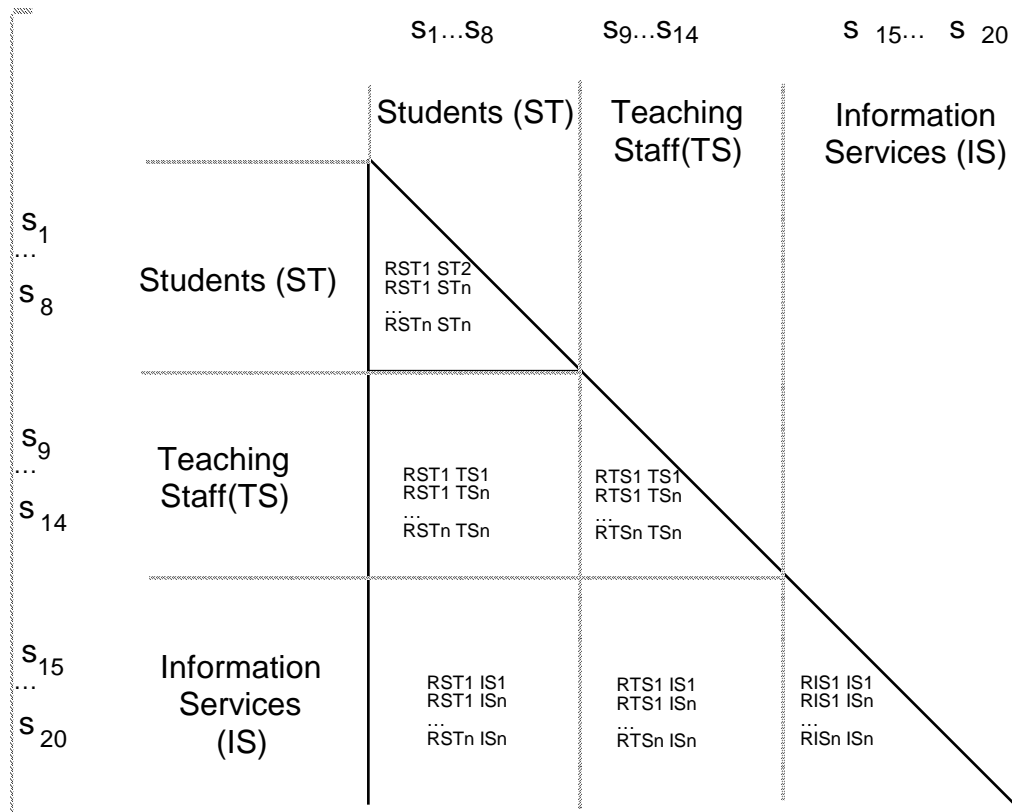 s1…s8 s9…s14 s 15… s 20
Students (ST)
Teaching
Staff(TS)
Information
Services (IS)
s1
…
s 8
Students (ST)
RST1 ST2
RST1 STn
…
RSTn STn
s9
…
s 14
Teaching
Staff(TS)
RST1 TS1
RST1 TSn
…
RSTn TSn
RTS1 TS1
RTS1 TSn
…
RTSn TSn
s15
…
s 20
Information
Services
(IS)
RST1 IS1
RST1 ISn
…
RSTn ISn
RTS1 IS1
RTS1 ISn
…
RTSn ISn
RIS1 IS1
RIS1 ISn
…
RISn ISn